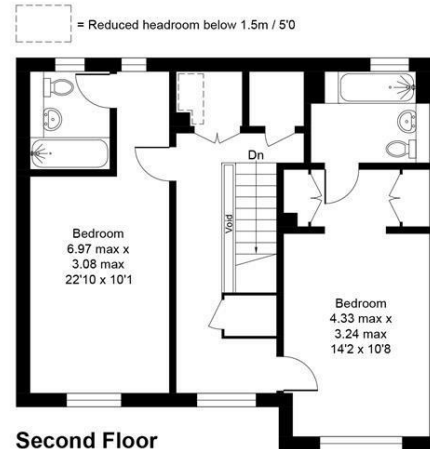 = Reduced headroom below 1.5m / 5'0
Dn
Void
Bedroom
6.97 max x
3.08 max
22'10 x 10'1
Bedroom
4.33 max x
3.24 max
14'2 x 10'8
Second Floor